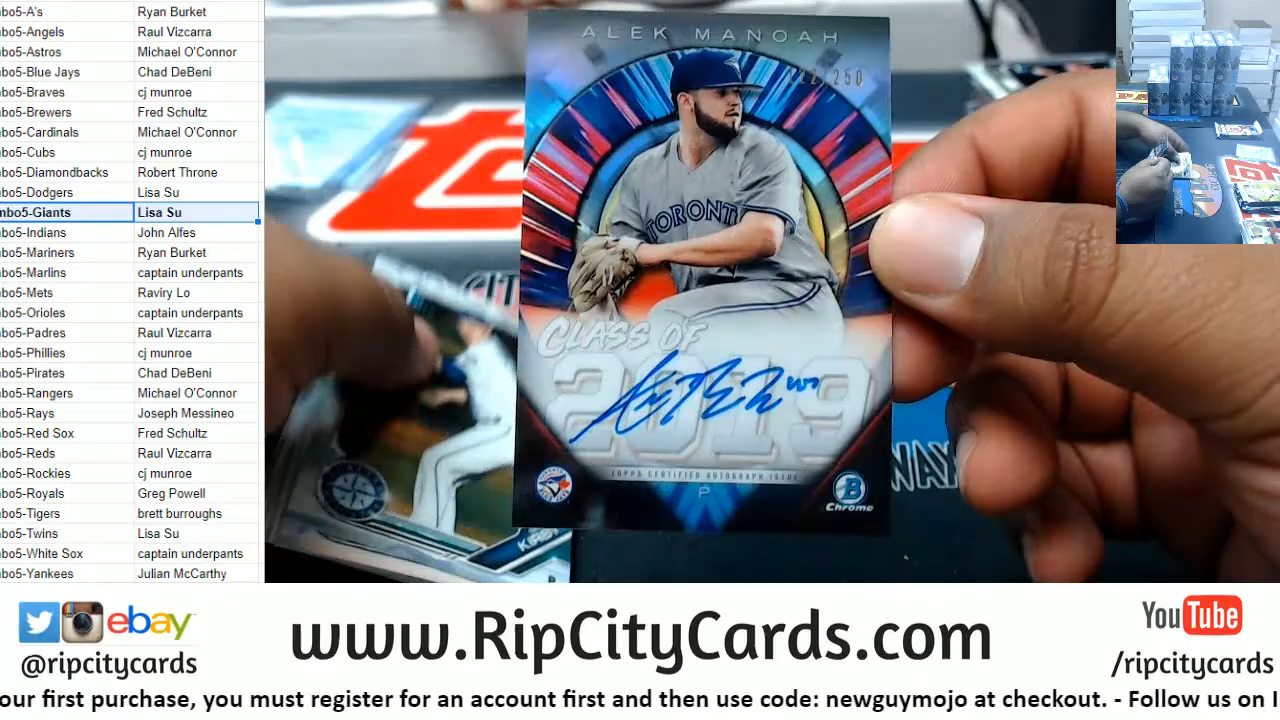 bo5-A's Ryan Burket
bo5-Angels Raul Vizcarra
bo5-Astros Michael O'Connor
bo5-Blue Jays Chad DeBeni
bo5-Braves cj munroe
bo5-Brewers Fred Schultz
bo5-Cardinals Michael O'Connor
bo5-Cubs cj munroe
bo5-Diamondbacks Robert Throne
bo5-Dodgers Lisa Su
mbo5-Giants Lisa Su
bo5-Indians John Alfes
bo5-Mariners Ryan Burket
bo5-Marlins captain underpants
bo5-Mets Raviry Lo
bo5-Orioles captain underpants
bo5-Padres Raul Vizcarra
bo5-Phillies cj munroe
bo5-Pirates Chad DeBeni
bo5-Rangers Michael O'Connor
bo5-Rays Joseph Messineo
bo5-Red Sox Fred Schultz
bo5-Reds Raul Vizcarra
bo5-Rockies cj munroe
bo5-Royals Greg Powell
bo5-Tigers brett burroughs
bo5-Twins Lisa Su
bo5-White Sox captain underpants
bo5-Yankees Julian McCarthy
ALEK MANOAH
/250
TORONTO
CLASS OF
2019
TOPPS CERTIFIED AUTOGRAPH ISSUE
P
B
Chrome
KIRBY
WAX
ebay
@ripcitycards
www.RipCityCards.com
YouTube
/ripcitycards
our first purchase, you must register for an account first and then use code: newguymojo at checkout. - Follow us on I